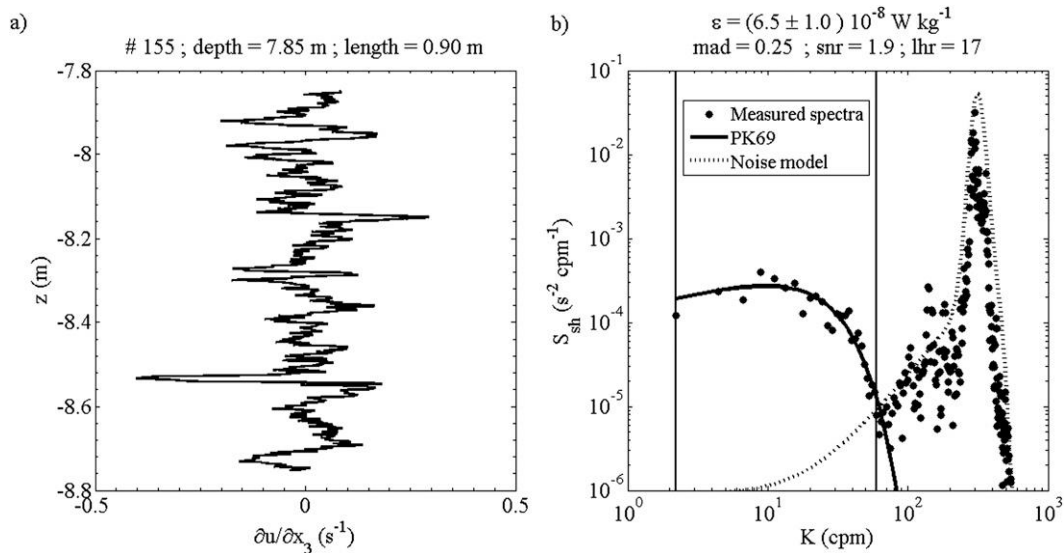 a)
# 155 ; depth = 7.85 m ; length = 0.90 m
-7.8
-8
-8.2
-8.4
-8.6
-8.8
z (m)
-0.5
0
0.5
∂u/∂x₃ (s⁻¹)
b)
ε = (6.5 ± 1.0 ) 10⁻⁸ W kg⁻¹
mad = 0.25 ; snr = 1.9 ; lhr = 17
10⁻¹
10⁻²
10⁻³
10⁻⁴
10⁻⁵
10⁻⁶
S_sh (s⁻² cpm⁻¹)
Measured spectra
PK69
Noise model
10⁰
10¹
10²
10³
K (cpm)